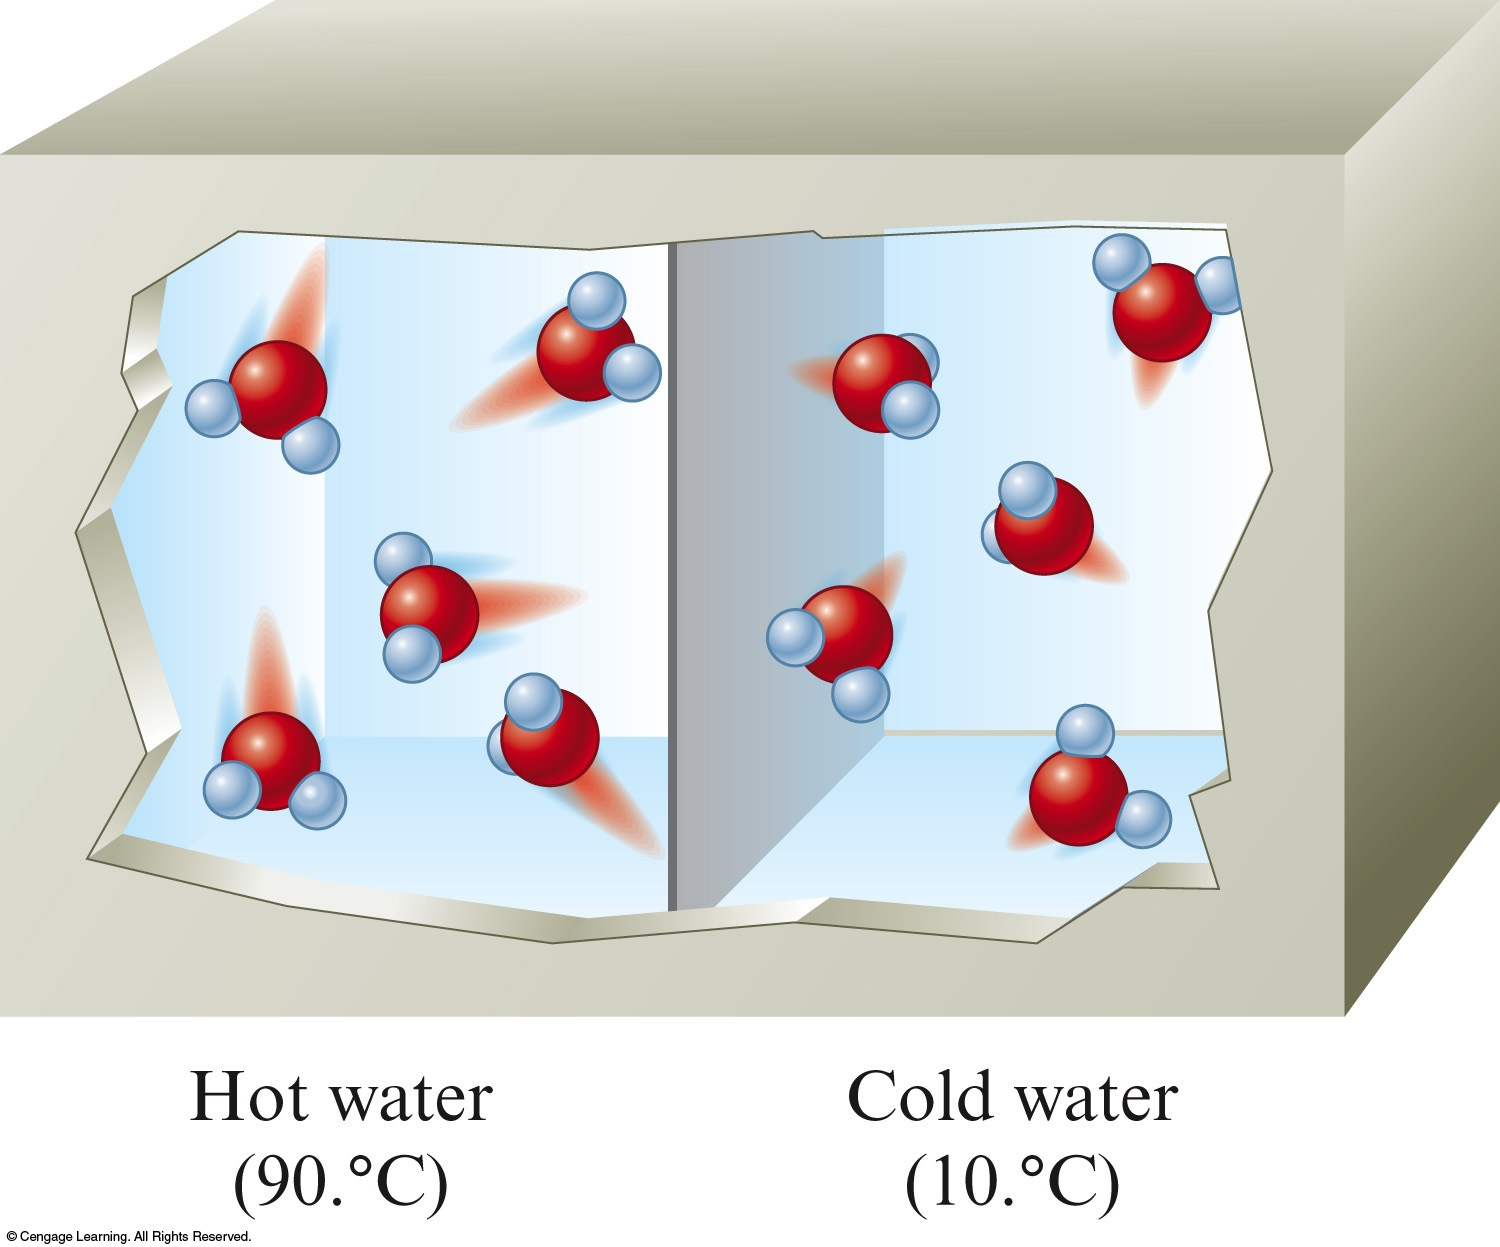 Hot water
(90.°C)
Cold water
(10.°C)
© Cengage Learning. All Rights Reserved.